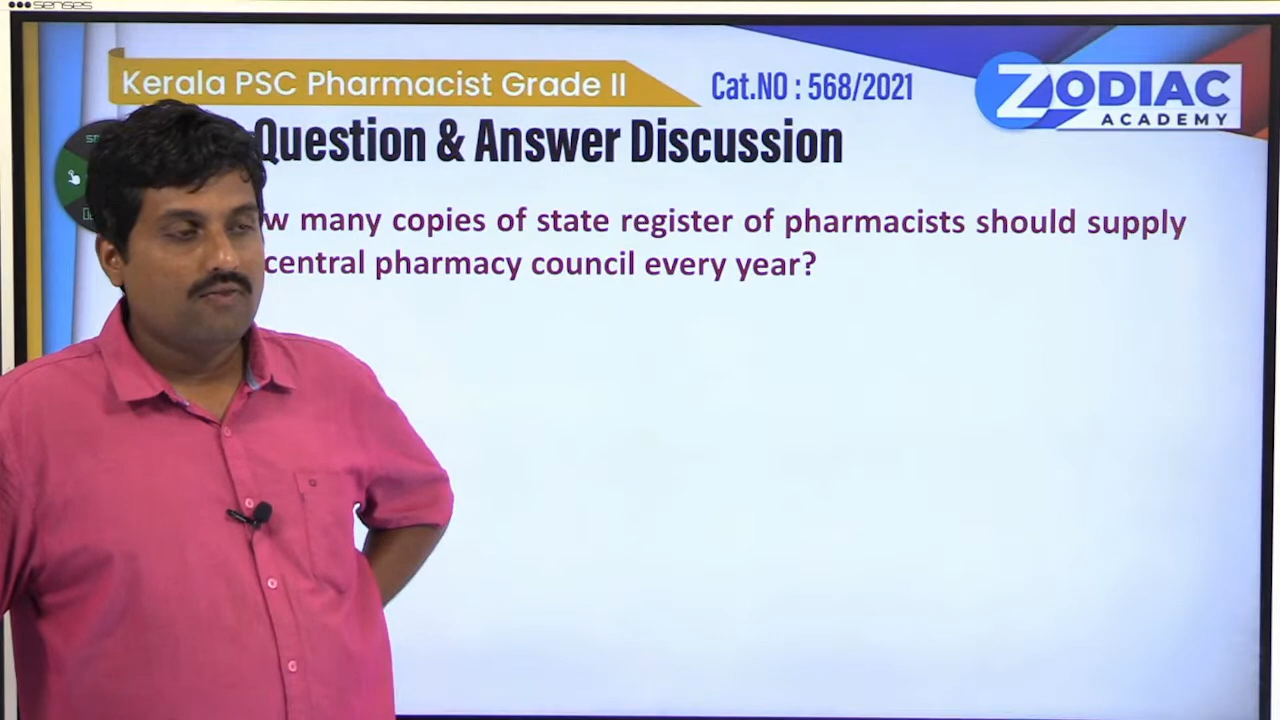 senses
Kerala PSC Pharmacist Grade II
Cat.NO : 568/2021
ZODIAC
ACADEMY
Question & Answer Discussion
many copies of state register of pharmacists should supply
central pharmacy council every year?